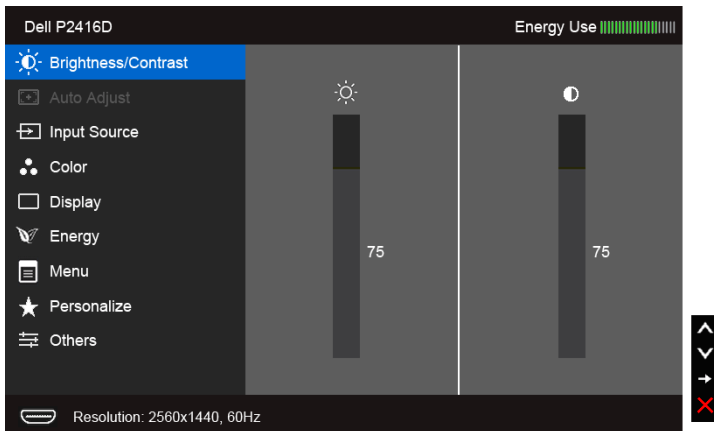 Dell P2416D
Energy Use
Brightness/Contrast
Auto Adjust
Input Source
Color
Display
Energy
Menu
Personalize
Others
75
75
Resolution: 2560x1440, 60Hz